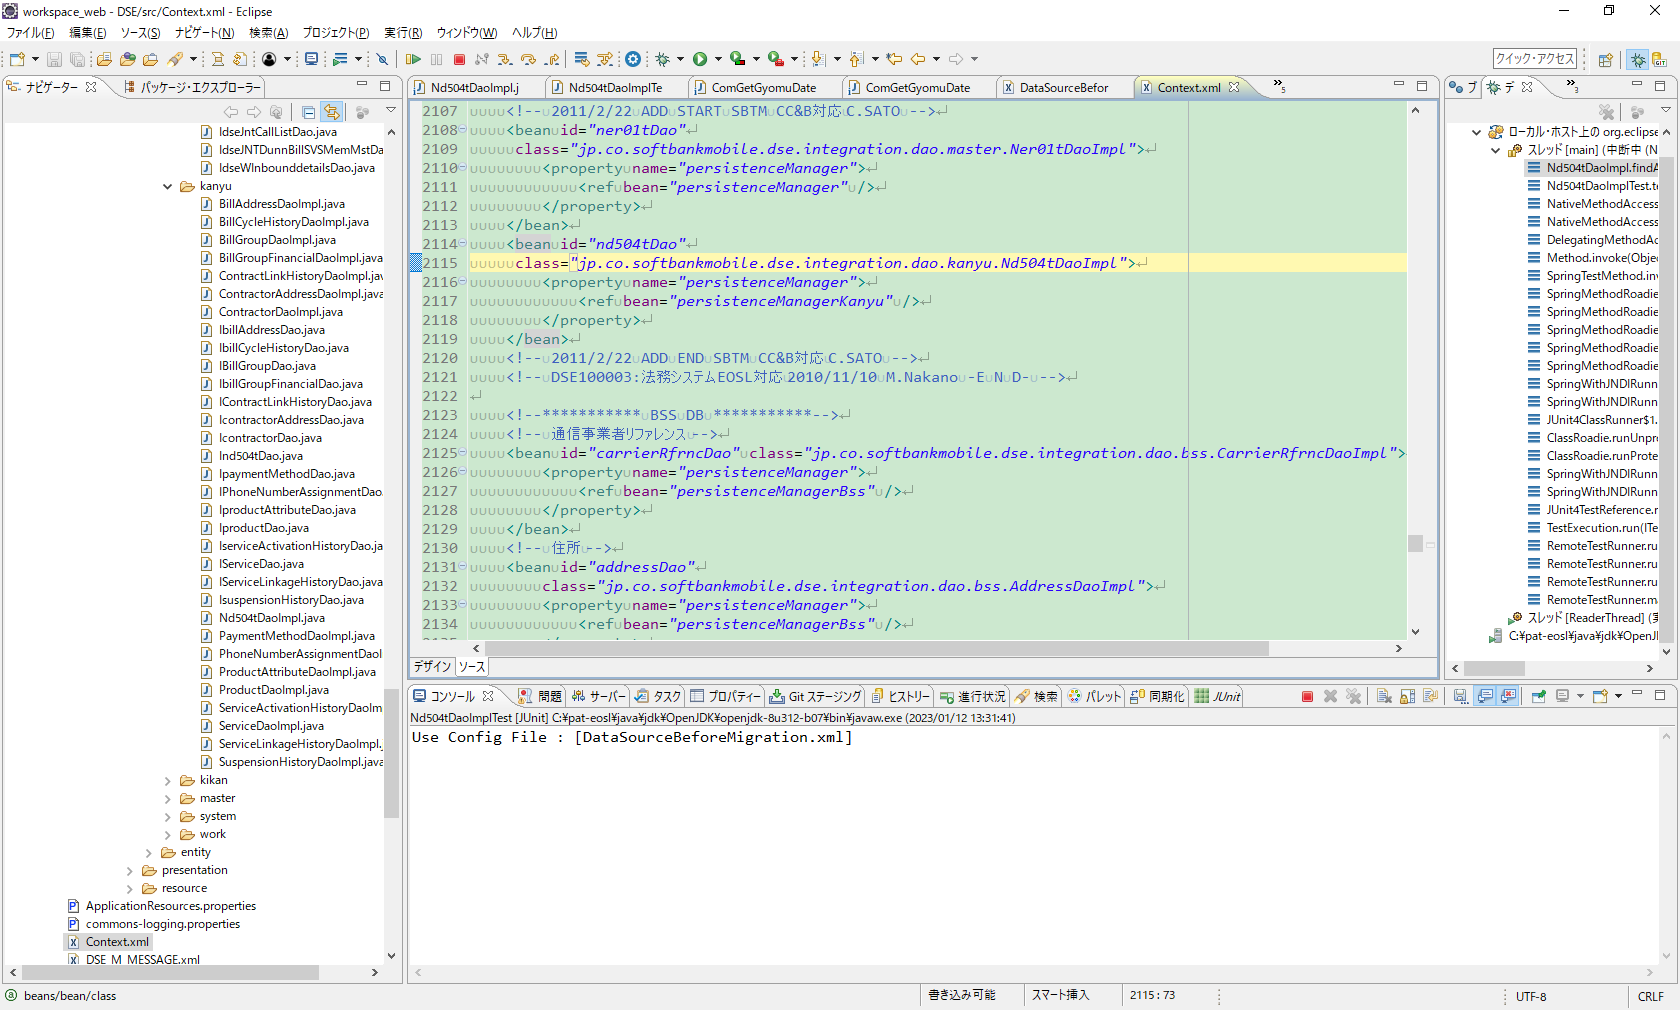 workspace_web - DSE/src/Context.xml - Eclipse
ファイル(F) 編集(E) ソース(S) ナビゲート(N) 検索(A) プロジェクト(P) 実行(R) ウィンドウ(W) ヘルプ(H)
クイック・アクセス
ナビゲーター パッケージ・エクスプローラー
IdseJntCallListDao.java
IdseJNTDunnBillSVSMemMstDa
IdseWInbounddetailsDao.java
kanyu
BillAddressDaoImpl.java
BillCycleHistoryDaoImpl.java
BillGroupDaoImpl.java
BillGroupFinancialDaoImpl.java
ContractLinkHistoryDaoImpl.java
ContractorAddressDaoImpl.java
ContractorDaoImpl.java
IbillAddressDao.java
IbillCycleHistoryDao.java
IBillGroupDao.java
IbillGroupFinancialDao.java
IContractLinkHistoryDao.java
IcontractorAddressDao.java
IcontractorDao.java
Ind504tDao.java
IpaymentMethodDao.java
IPhoneNumberAssignmentDao.
IproductAttributeDao.java
IproductDao.java
IserviceActivationHistoryDao.ja
IServiceDao.java
IServiceLinkageHistoryDao.java
IsuspensionHistoryDao.java
Nd504tDaoImpl.java
PaymentMethodDaoImpl.java
PhoneNumberAssignmentDaoI
ProductAttributeDaoImpl.java
ProductDaoImpl.java
ServiceActivationHistoryDaoIm
ServiceDaoImpl.java
ServiceLinkageHistoryDaoImpl.
SuspensionHistoryDaoImpl.java
kikan
master
system
work
entity
presentation
resource
ApplicationResources.properties
commons-logging.properties
Context.xml
DSE_M_MESSAGE.xml
Nd504tDaoImpl.j Nd504tDaoImplTe ComGetGyomuDate ComGetGyomuDate DataSourceBefor Context.xml 5
2107 <!-- 2011/2/22 ADD START SBTM CC&B対応 C.SATO -->
2108 <bean id="ner01tDao"
2109 class="jp.co.softbankmobile.dse.integration.dao.master.Ner01tDaoImpl">
2110 <property name="persistenceManager">
2111 <ref bean="persistenceManager" />
2112 </property>
2113 </bean>
2114 <bean id="nd504tDao"
2115 class="jp.co.softbankmobile.dse.integration.dao.kanyu.Nd504tDaoImpl">
2116 <property name="persistenceManager">
2117 <ref bean="persistenceManagerKanyu" />
2118 </property>
2119 </bean>
2120 <!-- 2011/2/22 ADD END SBTM CC&B対応 C.SATO -->
2121 <!-- DSE100003:法務システムEOSL対応 2010/11/10 M.Nakano -E N D- -->
2122
2123 <!--*********** BSS DB ***********-->
2124 <!-- 通信事業者リファレンス -->
2125 <bean id="carrierRfrncDao" class="jp.co.softbankmobile.dse.integration.dao.bss.CarrierRfrncDaoImpl">
2126 <property name="persistenceManager">
2127 <ref bean="persistenceManagerBss" />
2128 </property>
2129 </bean>
2130 <!-- 住所 -->
2131 <bean id="addressDao"
2132 class="jp.co.softbankmobile.dse.integration.dao.bss.AddressDaoImpl">
2133 <property name="persistenceManager">
2134 <ref bean="persistenceManagerBss" />
デザイン ソース
ブ デ 3
ローカル・ホスト上の org.eclipse
スレッド [main] (中断中 (N
Nd504tDaoImpl.findA
Nd504tDaoImplTest.te
NativeMethodAccess
NativeMethodAccess
DelegatingMethodAc
Method.invoke(Objec
SpringTestMethod.inv
SpringMethodRoadie
SpringMethodRoadie
SpringMethodRoadie
SpringMethodRoadie
SpringMethodRoadie
SpringWithJNDIRunn
SpringWithJNDIRunn
JUnit4ClassRunner$1.
ClassRoadie.runUnpro
ClassRoadie.runProte
SpringWithJNDIRunn
SpringWithJNDIRunn
JUnit4TestReference.r
TestExecution.run(ITe
RemoteTestRunner.ru
RemoteTestRunner.ru
RemoteTestRunner.ru
RemoteTestRunner.m
スレッド [ReaderThread] (実
C:¥pat-eosl¥java¥jdk¥OpenJ
コンソール 問題 サーバー タスク プロパティー Git ステージング ヒストリー 進行状況 検索 パレット 同期化 JUnit
Nd504tDaoImplTest [JUnit] C:¥pat-eosl¥java¥jdk¥OpenJDK¥openjdk-8u312-b07¥bin¥javaw.exe (2023/01/12 13:31:41)
Use Config File : [DataSourceBeforeMigration.xml]
beans/bean/class 書き込み可能 スマート挿入 2115 : 73 UTF-8 CRLF